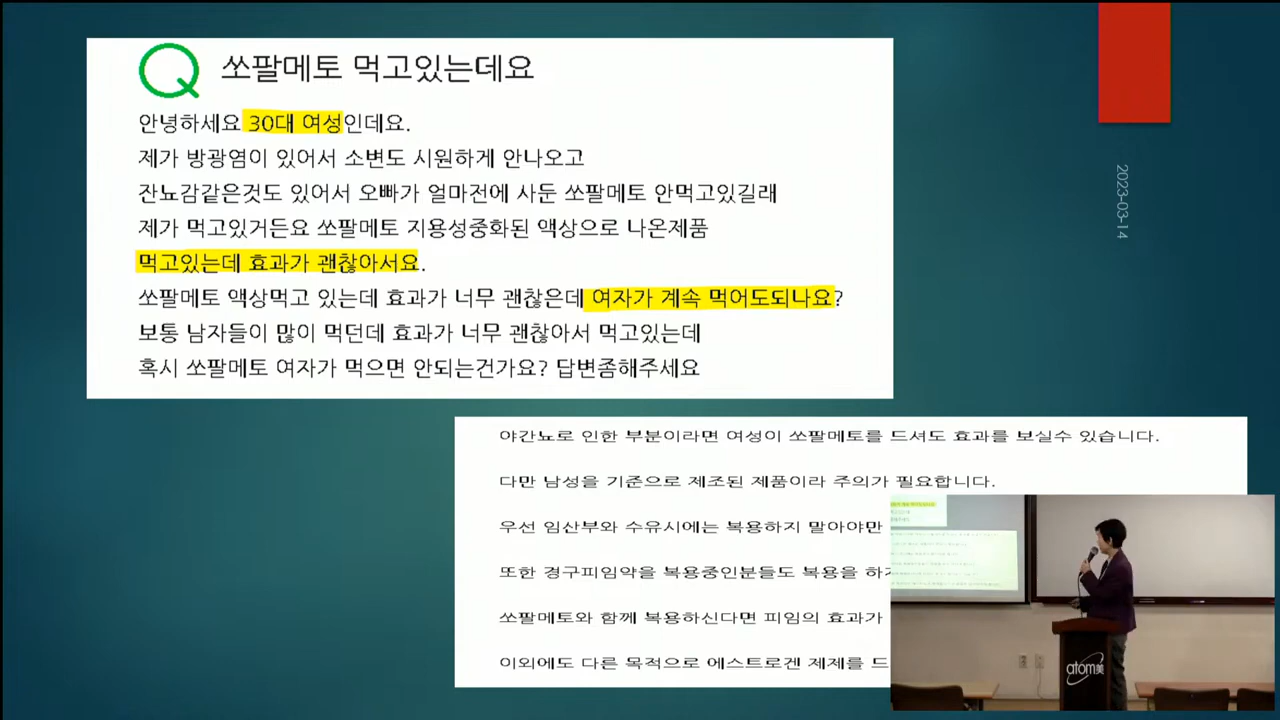 Q 쏘팔메토 먹고있는데요
안녕하세요 30대 여성인데요.
제가 방광염이 있어서 소변도 시원하게 안나오고
잔뇨감같은것도 있어서 오빠가 얼마전에 사둔 쏘팔메토 안먹고있길래
제가 먹고있거든요 쏘팔메토 지용성중화된 액상으로 나온제품
먹고있는데 효과가 괜찮아서요.
쏘팔메토 액상먹고 있는데 효과가 너무 괜찮은데 여자가 계속 먹어도되나요?
보통 남자들이 많이 먹던데 효과가 너무 괜찮아서 먹고있는데
혹시 쏘팔메토 여자가 먹으면 안되는건가요? 답변좀해주세요
2023-03-14
야간뇨로 인한 부분이라면 여성이 쏘팔메토를 드셔도 효과를 보실수 있습니다.
다만 남성을 기준으로 제조된 제품이라 주의가 필요합니다.
우선 임산부와 수유시에는 복용하지 말아야만
또한 경구피임약을 복용중인분들도 복용을
쏘팔메토와 함께 복용하신다면 피임의 효과가
이외에도 다른 목적으로 에스트로겐 제제를
atom美